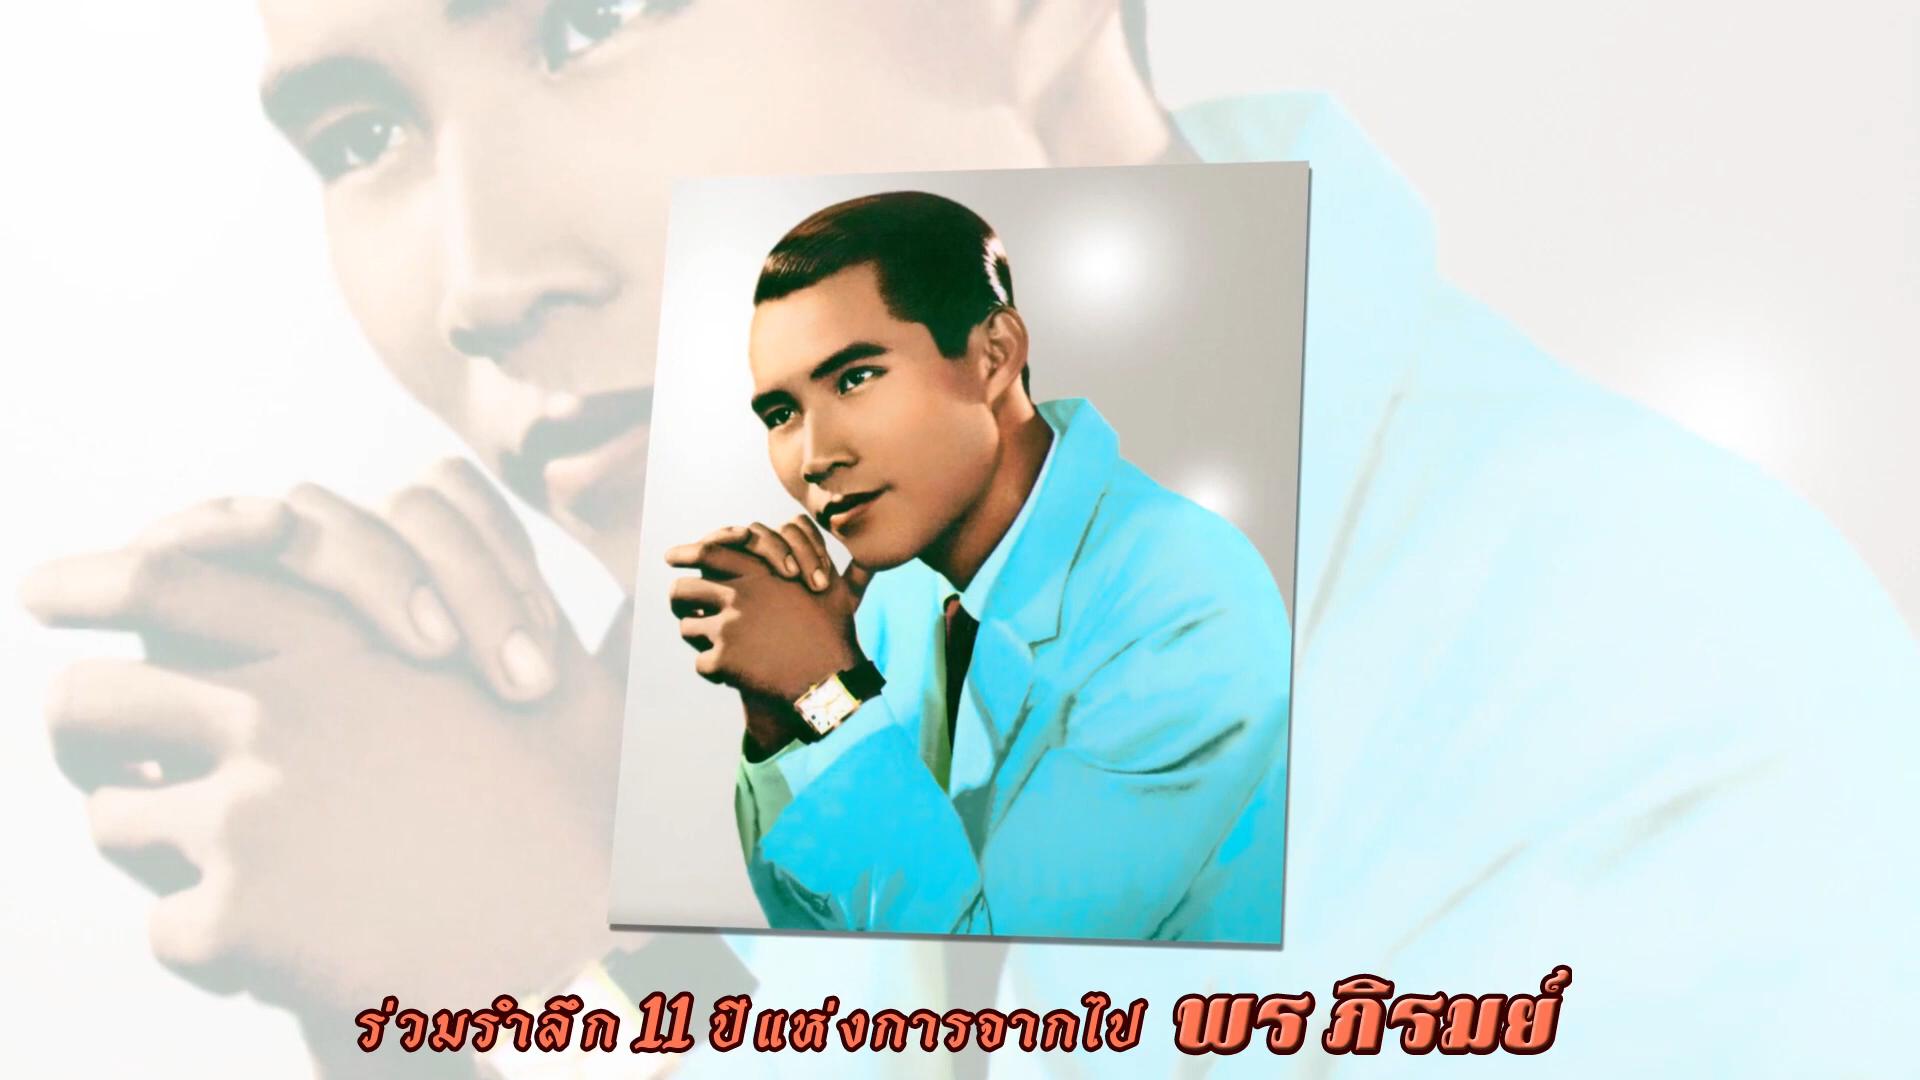 ร่วมรำลึก 11 ปี แห่งการจากไป พร ภิรมย์